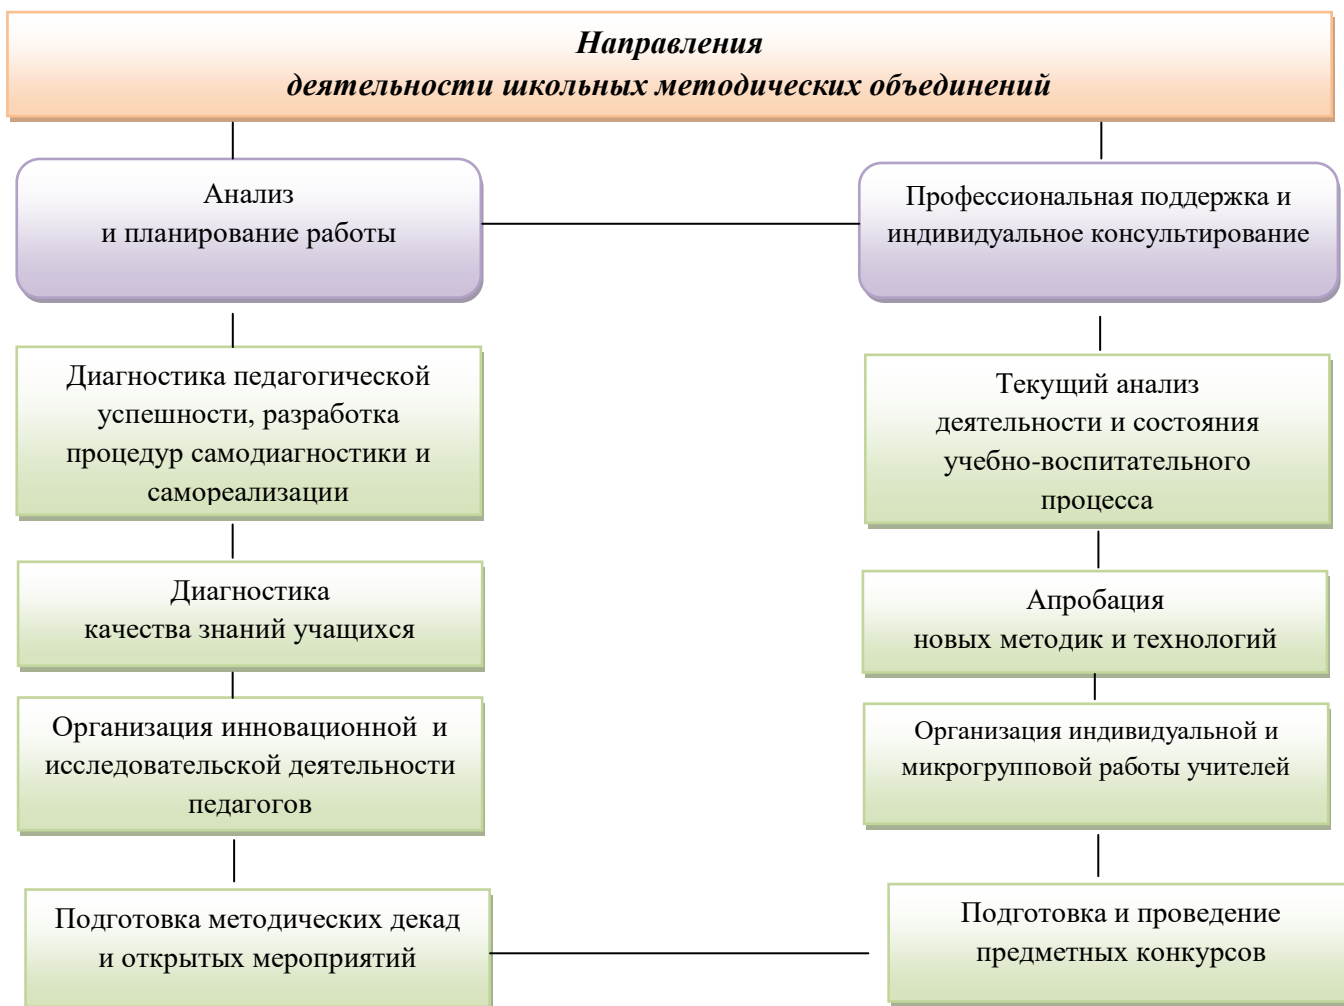 Направления
деятельности школьных методических объединений
Анализ
и планирование работы
Профессиональная поддержка и
индивидуальное консультирование
Диагностика педагогической
успешности, разработка
процедур самодиагностики и
самореализации
Текущий анализ
деятельности и состояния
учебно-воспитательного
процесса
Диагностика
качества знаний учащихся
Апробация
новых методик и технологий
Организация инновационной и
исследовательской деятельности
педагогов
Организация индивидуальной и
микрогрупповой работы учителей
Подготовка методических декад
и открытых мероприятий
Подготовка и проведение
предметных конкурсов